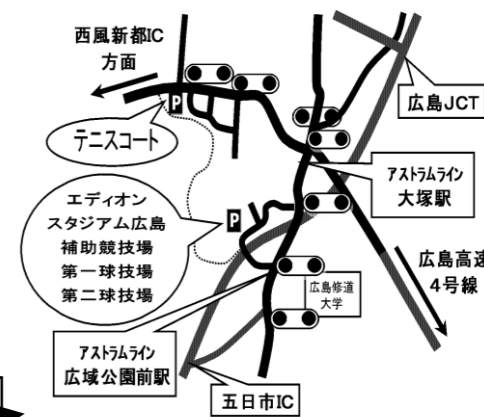 西風新都IC
方面
P
テニスコート
広島JCT
アストラムライン
大塚駅
エディオン
スタジアム広島
補助競技場
第一球技場
第二球技場
P
広島高速
4号線
広島修道
大学
アストラムライン
広域公園前駅
五日市IC